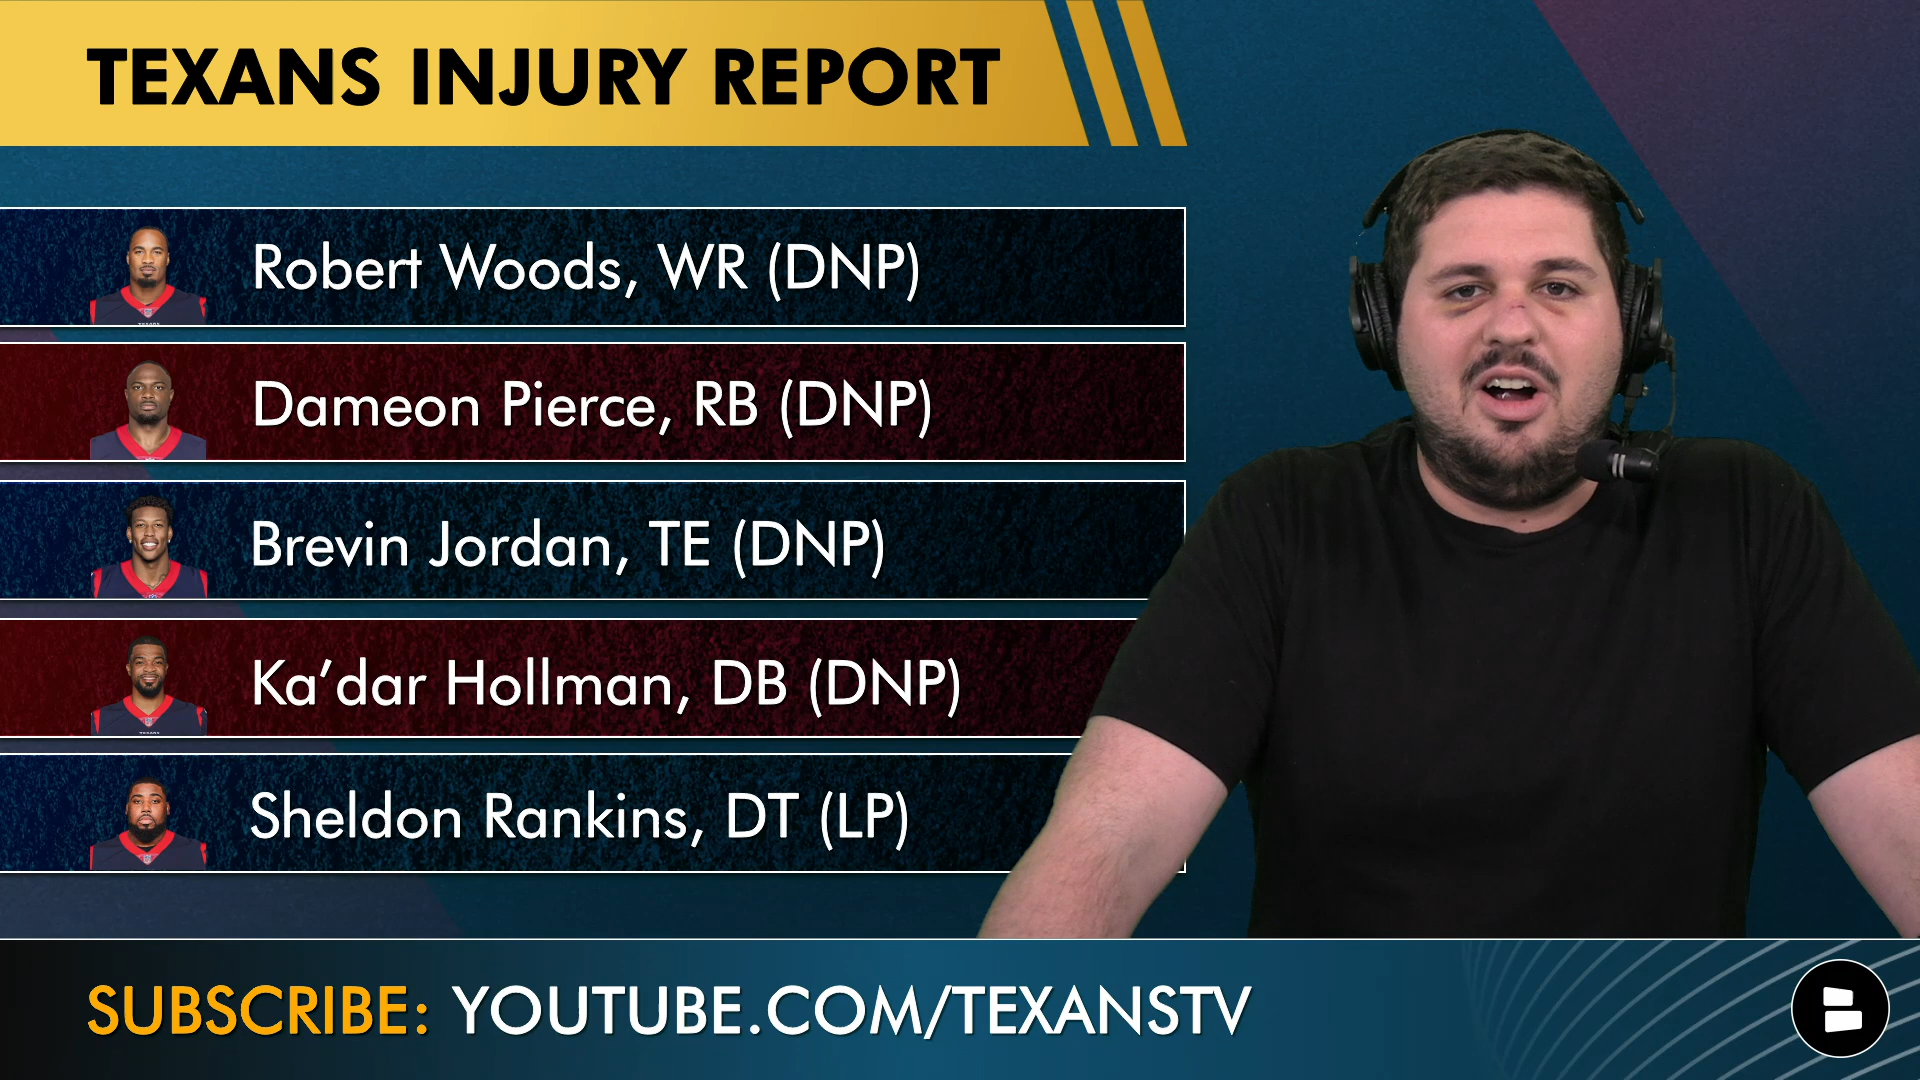 TEXANS INJURY REPORT
Robert Woods, WR (DNP)
Dameon Pierce, RB (DNP)
Brevin Jordan, TE (DNP)
Ka'dar Hollman, DB (DNP)
Sheldon Rankins, DT (LP)
SUBSCRIBE: YOUTUBE.COM/TEXANSTV